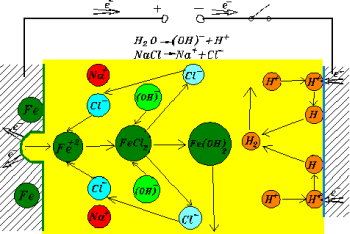 e⁻ + − e⁻
H₂O→(OH)⁻+H⁺
NaCl→Na⁺+Cl⁻
Na⁺ Cl⁻ H⁺ H⁺ e⁻
Fe Cl⁻ (OH) H
e⁻ Fe⁺² FeCl₂ Fe(OH)₂ H₂
e⁻ Cl⁻ (OH) H
Fe Na⁺ Cl⁻ H⁺ H⁺ e⁻